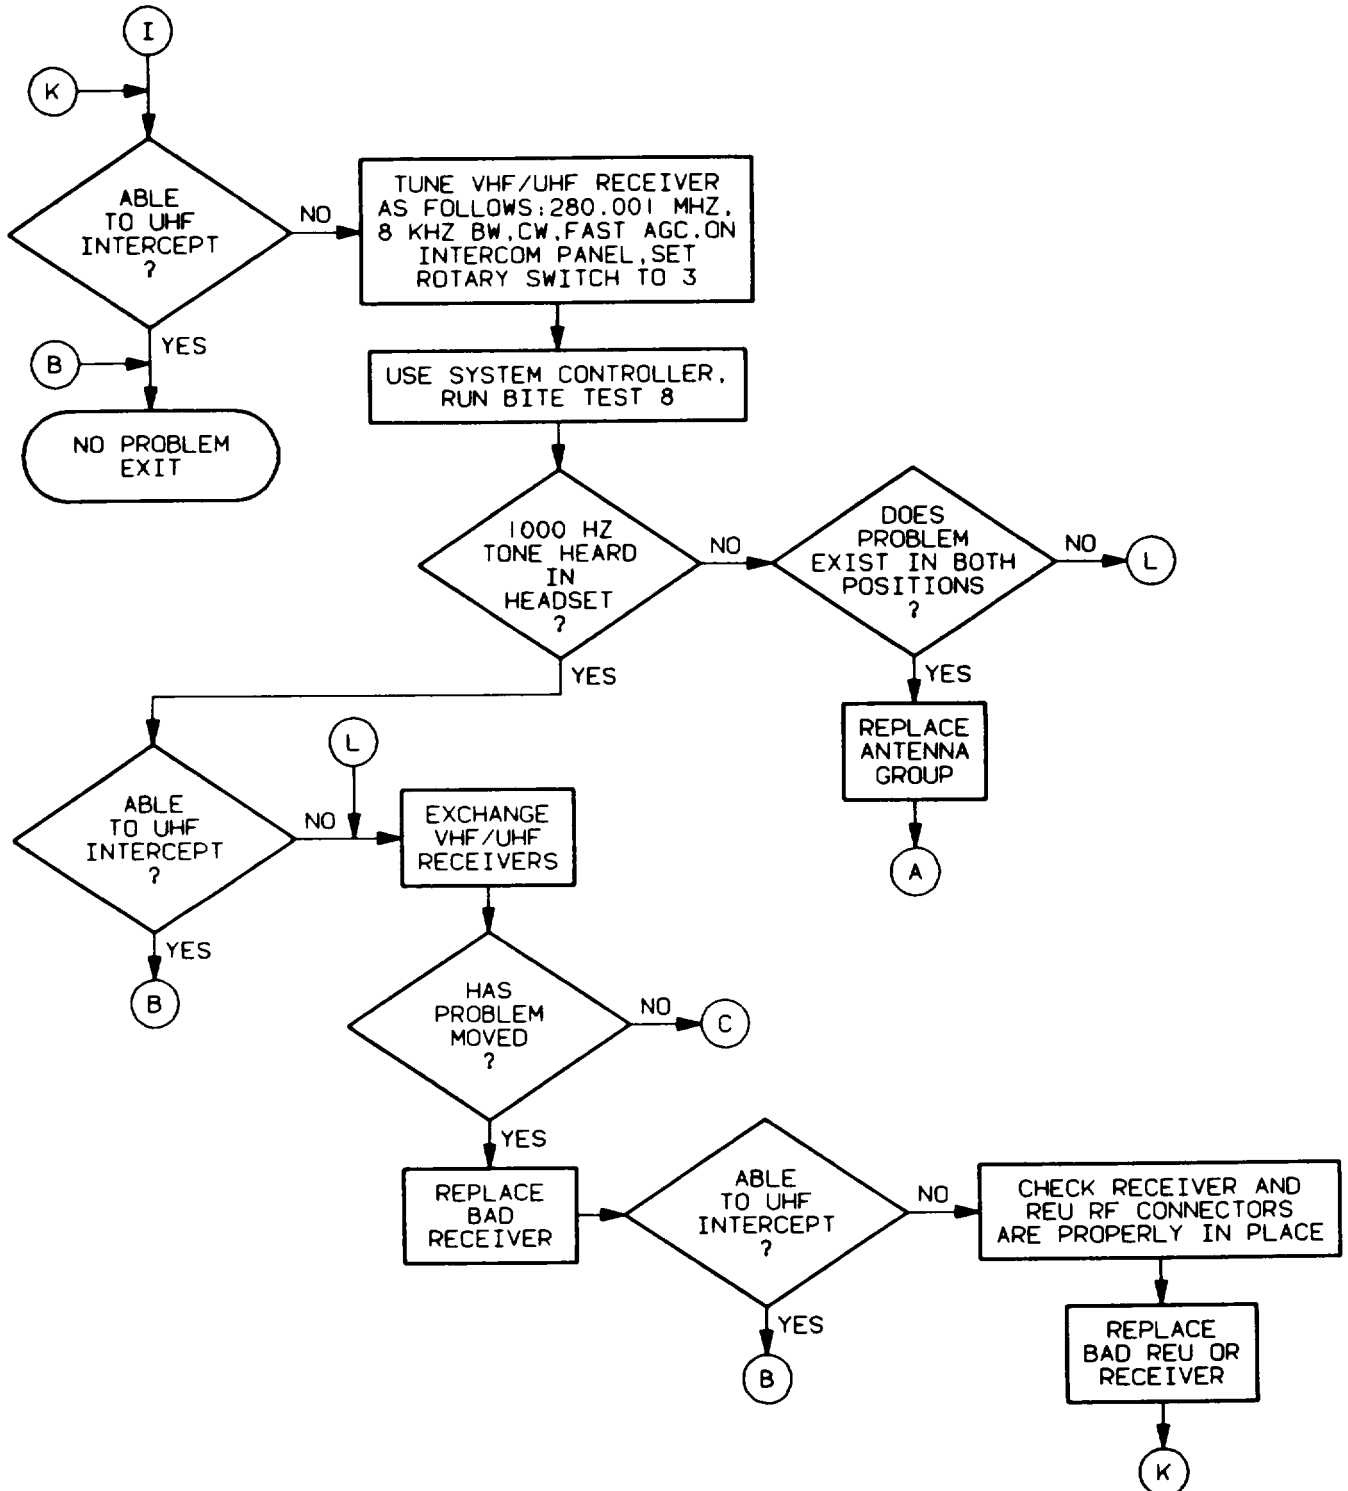 I
K
ABLE
TO UHF
INTERCEPT
?
NO
TUNE VHF/UHF RECEIVER
AS FOLLOWS:280.001 MHZ,
8 KHZ BW,CW,FAST AGC.ON
INTERCOM PANEL,SET
ROTARY SWITCH TO 3
YES
B
NO PROBLEM
EXIT
USE SYSTEM CONTROLLER,
RUN BITE TEST 8
1000 HZ
TONE HEARD
IN
HEADSET
?
NO
DOES
PROBLEM
EXIST IN BOTH
POSITIONS
?
NO
L
YES
YES
REPLACE
ANTENNA
GROUP
A
ABLE
TO UHF
INTERCEPT
?
NO
L
EXCHANGE
VHF/UHF
RECEIVERS
YES
B
HAS
PROBLEM
MOVED
?
NO
C
YES
REPLACE
BAD
RECEIVER
ABLE
TO UHF
INTERCEPT
?
NO
CHECK RECEIVER AND
REU RF CONNECTORS
ARE PROPERLY IN PLACE
YES
B
REPLACE
BAD REU OR
RECEIVER
K